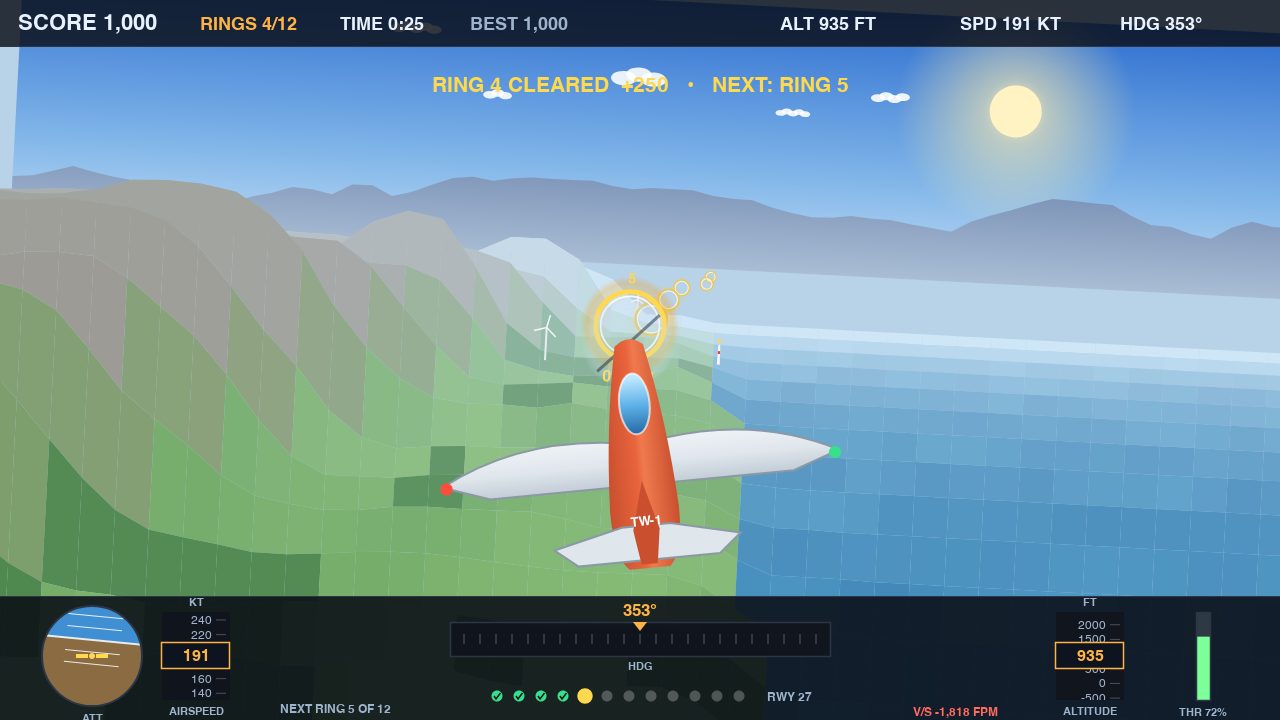 SCORE 1,000 RINGS 4/12 TIME 0:25 BEST 1,000 ALT 935 FT SPD 191 KT HDG 353°
RING 4 CLEARED +250 • NEXT: RING 5
5
0
TW-1
KT
240
220
191
160
140
AIRSPEED
ATT
NEXT RING 5 OF 12
353°
HDG
RWY 27
V/S -1,818 FPM
FT
2000
1500
935
500
0
-500
ALTITUDE
THR 72%